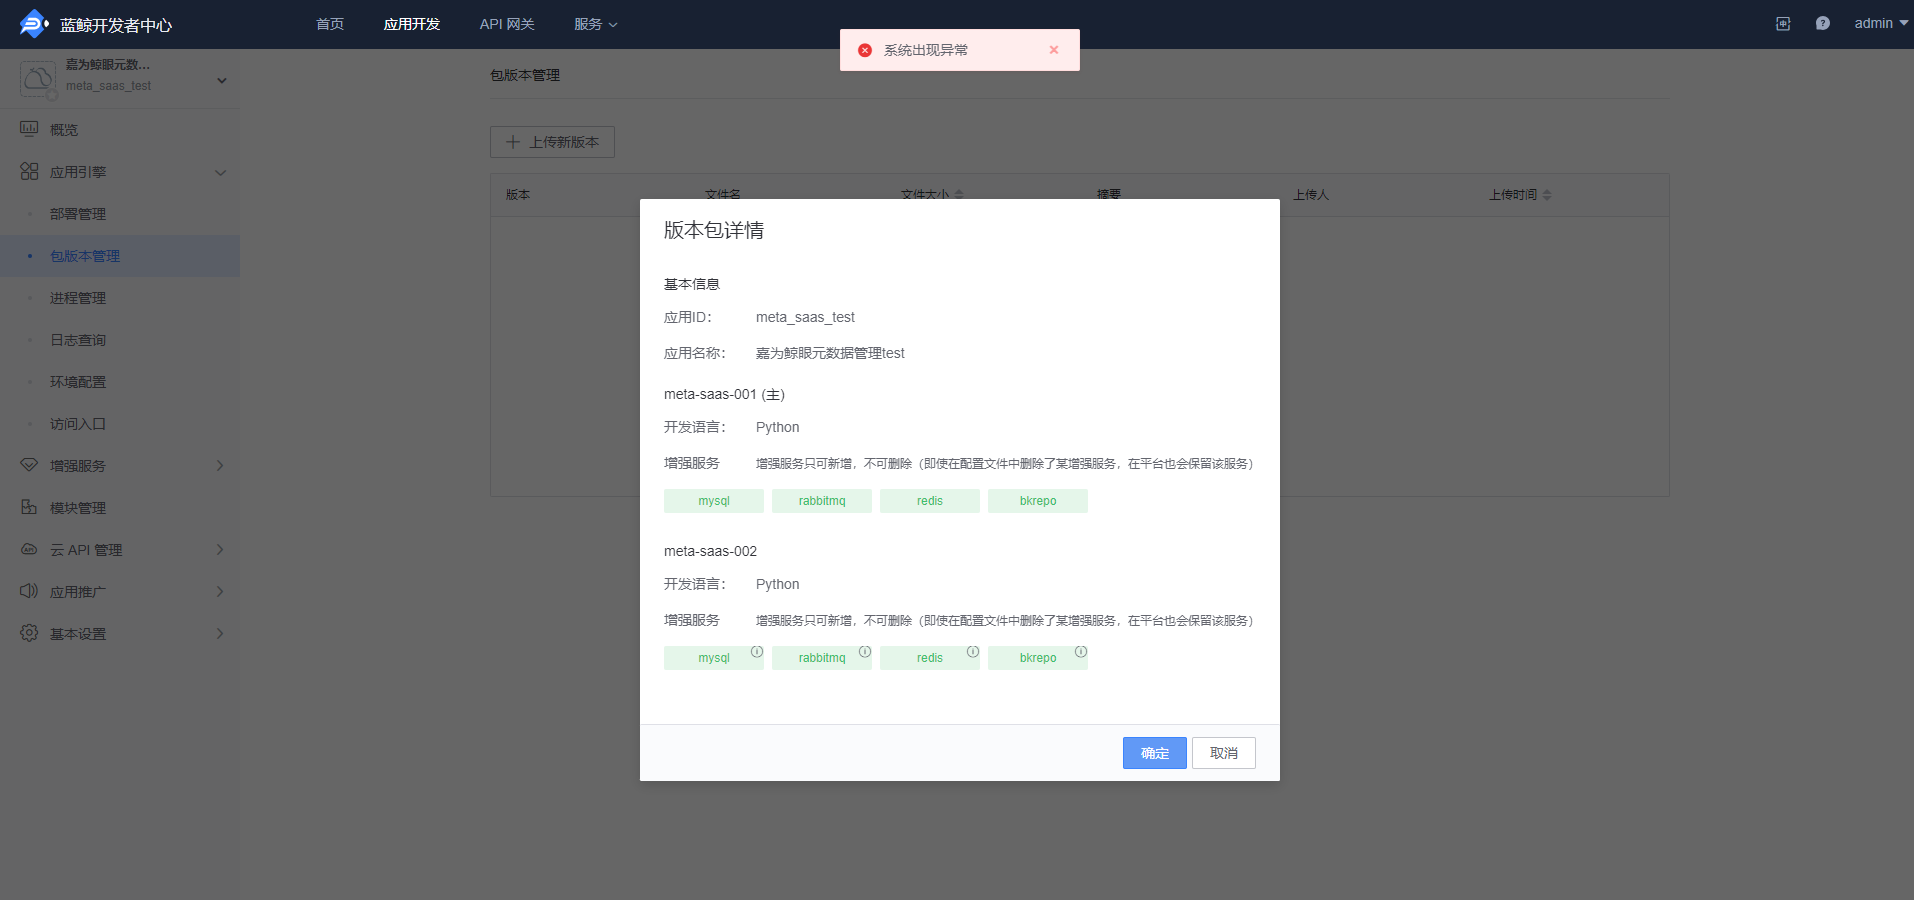 蓝鲸开发者中心
首页
应用开发
API 网关
服务
admin
系统出现异常
嘉为鲸眼元数...
meta_saas_test
概览
应用引擎
部署管理
包版本管理
进程管理
日志查询
环境配置
访问入口
增强服务
模块管理
云 API 管理
应用推广
基本设置
包版本管理
上传新版本
版本
文件名
文件大小
摘要
上传人
上传时间
版本包详情
基本信息
应用ID：
meta_saas_test
应用名称：
嘉为鲸眼元数据管理test
meta-saas-001 (主)
开发语言：
Python
增强服务
增强服务只可新增，不可删除（即使在配置文件中删除了某增强服务，在平台也会保留该服务）
mysql
rabbitmq
redis
bkrepo
meta-saas-002
开发语言：
Python
增强服务
增强服务只可新增，不可删除（即使在配置文件中删除了某增强服务，在平台也会保留该服务）
mysql
rabbitmq
redis
bkrepo
确定
取消